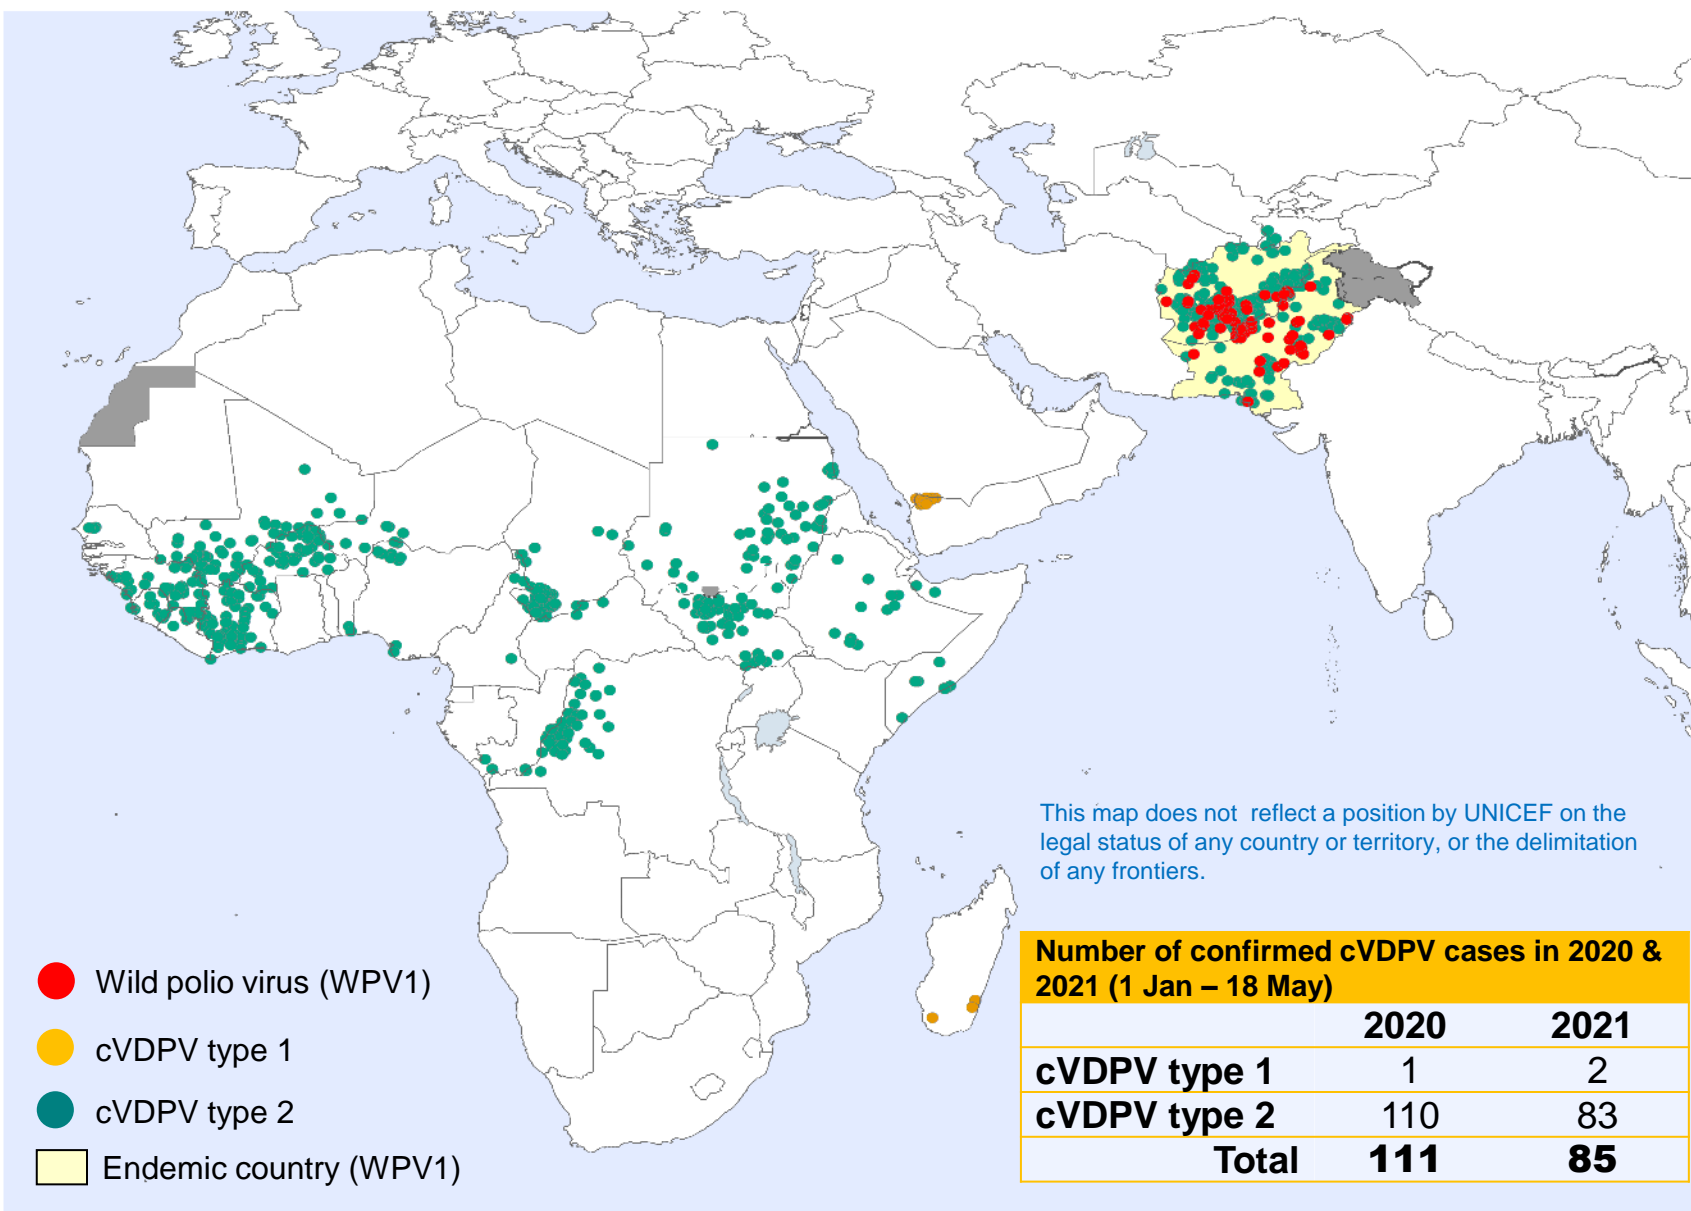 This map does not reflect a position by UNICEF on the
legal status of any country or territory, or the delimitation
of any frontiers.
Number of confirmed cVDPV cases in 2020 &
2021 (1 Jan – 18 May)
2020 2021
cVDPV type 1 1 2
cVDPV type 2 110 83
Total 111 85
Wild polio virus (WPV1)
cVDPV type 1
cVDPV type 2
Endemic country (WPV1)